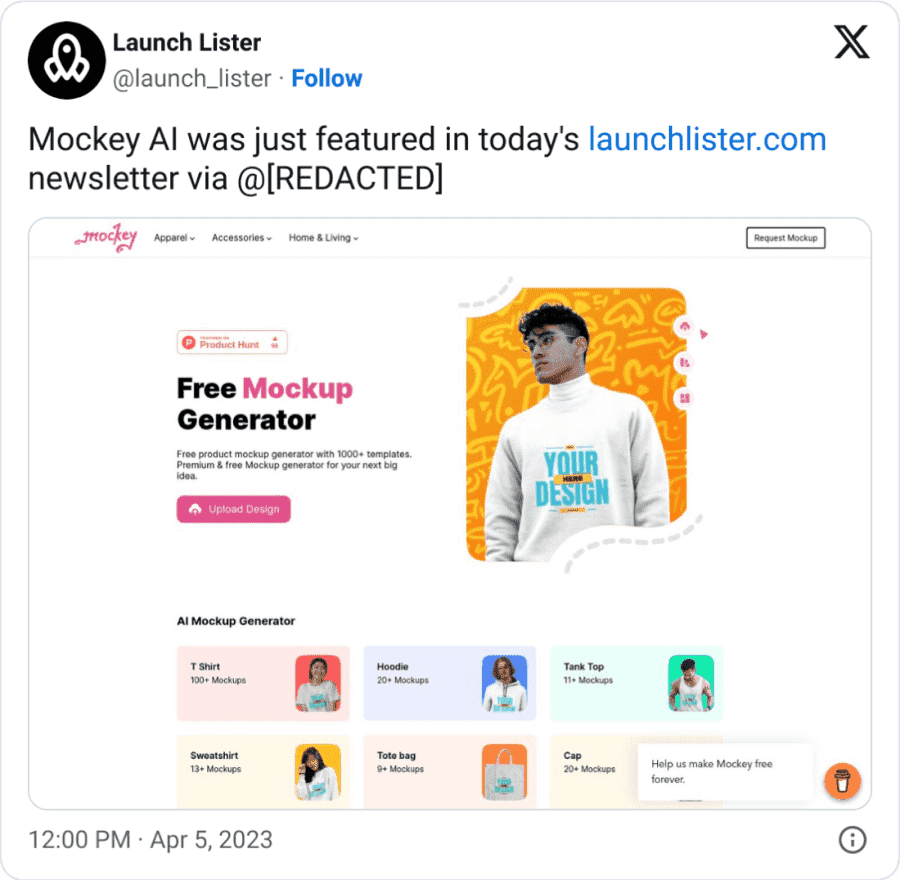 Launch Lister
@launch_lister · Follow
Mockey AI was just featured in today's launchlister.com
newsletter via @[REDACTED]
mockey
Apparel
Accessories
Home & Living
Request Mockup
FEATURED ON
Product Hunt
Free Mockup
Generator
Free product mockup generator with 1000+ templates.
Premium & free Mockup generator for your next big
idea.
Upload Design
YOUR
HERE
DESIGN
AI Mockup Generator
T Shirt
100+ Mockups
Hoodie
20+ Mockups
Tank Top
11+ Mockups
Sweatshirt
13+ Mockups
Tote bag
9+ Mockups
Cap
20+ Mockups
Help us make Mockey free
forever.
12:00 PM · Apr 5, 2023